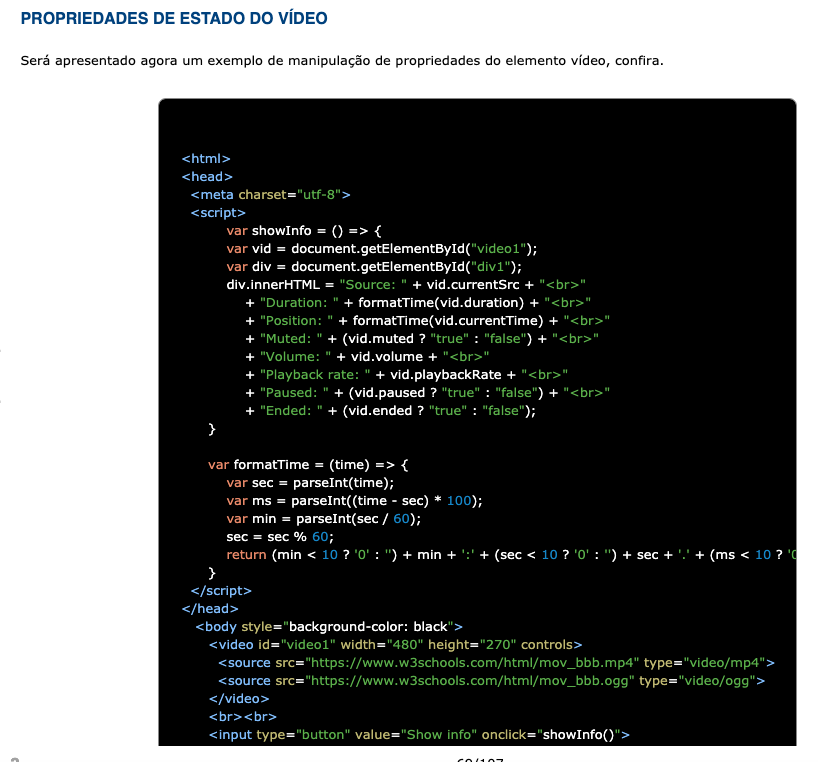 PROPRIEDADES DE ESTADO DO VÍDEO
Será apresentado agora um exemplo de manipulação de propriedades do elemento vídeo, confira.
<html>
<head>
<meta charset="utf-8">
<script>
var showInfo = () => {
var vid = document.getElementById("video1");
var div = document.getElementById("div1");
div.innerHTML = "Source: " + vid.currentSrc + "<br>"
+ "Duration: " + formatTime(vid.duration) + "<br>"
+ "Position: " + formatTime(vid.currentTime) + "<br>"
+ "Muted: " + (vid.muted ? "true" : "false") + "<br>"
+ "Volume: " + vid.volume + "<br>"
+ "Playback rate: " + vid.playbackRate + "<br>"
+ "Paused: " + (vid.paused ? "true" : "false") + "<br>"
+ "Ended: " + (vid.ended ? "true" : "false");
}
var formatTime = (time) => {
var sec = parseInt(time);
var ms = parseInt((time - sec) * 100);
var min = parseInt(sec / 60);
sec = sec % 60;
return (min < 10 ? '0' : '') + min + ':' + (sec < 10 ? '0' : '') + sec + '.' + (ms < 10 ? '0
}
</script>
</head>
<body style="background-color: black">
<video id="video1" width="480" height="270" controls>
<source src="https://www.w3schools.com/html/mov_bbb.mp4" type="video/mp4">
<source src="https://www.w3schools.com/html/mov_bbb.ogg" type="video/ogg">
</video>
<br><br>
<input type="button" value="Show info" onclick="showInfo()">